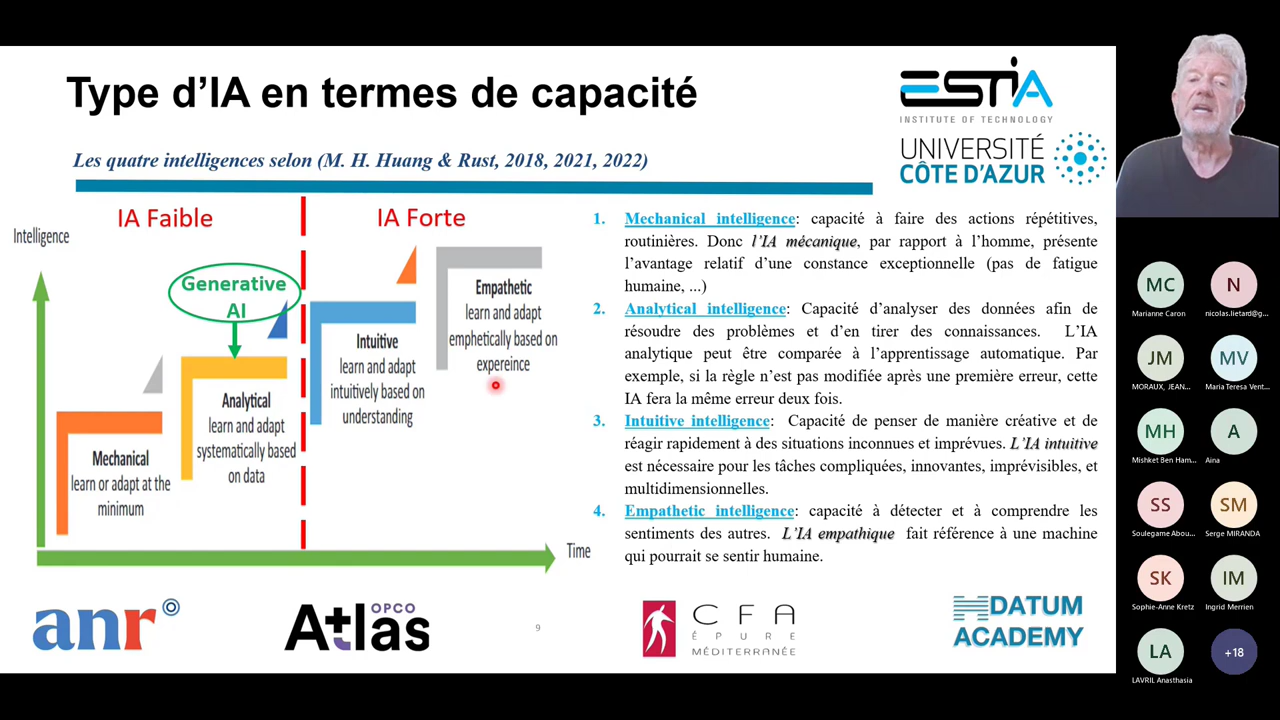 Type d’IA en termes de capacité
Les quatre intelligences selon (M. H. Huang & Rust, 2018, 2021, 2022)
ESTIA
INSTITUTE OF TECHNOLOGY
UNIVERSITÉ
CÔTE D'AZUR
IA Faible
IA Forte
Intelligence
Generative
AI
Mechanical
learn or adapt at the
minimum
Analytical
learn and adapt
systematically based
on data
Intuitive
learn and adapt
intuitively based on
understanding
Empathetic
learn and adapt
emphetically based on
expereince
Time
1. Mechanical intelligence: capacité à faire des actions répétitives,
routinières. Donc l’IA mécanique, par rapport à l’homme, présente
l’avantage relatif d’une constance exceptionnelle (pas de fatigue
humaine, ...)
2. Analytical intelligence: Capacité d’analyser des données afin de
résoudre des problèmes et d’en tirer des connaissances. L’IA
analytique peut être comparée à l’apprentissage automatique. Par
exemple, si la règle n’est pas modifiée après une première erreur, cette
IA fera la même erreur deux fois.
3. Intuitive intelligence: Capacité de penser de manière créative et de
réagir rapidement à des situations inconnues et imprévues. L’IA intuitive
est nécessaire pour les tâches compliquées, innovantes, imprévisibles, et
multidimensionnelles.
4. Empathetic intelligence: capacité à détecter et à comprendre les
sentiments des autres. L’IA empathique fait référence à une machine
qui pourrait se sentir humaine.
anr
OPCO
Atlas
9
CFA
ÉPURE
MÉDITERRANÉE
DATUM
ACADEMY
MC
Marianne Caron
N
nicolas.lietard@g...
JM
MORAUX, JEAN...
MV
Maria Teresa Vent...
MH
Mishket Ben Ham...
A
Aina
SS
Soulegame Abou...
SM
Serge MIRANDA
SK
Sophie-Anne Kretz
IM
Ingrid Merrien
LA
LAVRIL Anasthasia
+18